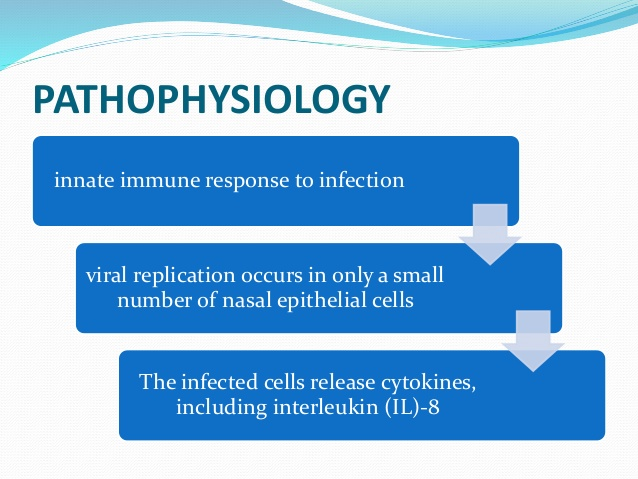 PATHOPHYSIOLOGY
innate immune response to infection
viral replication occurs in only a small
number of nasal epithelial cells
The infected cells release cytokines,
including interleukin (IL)-8